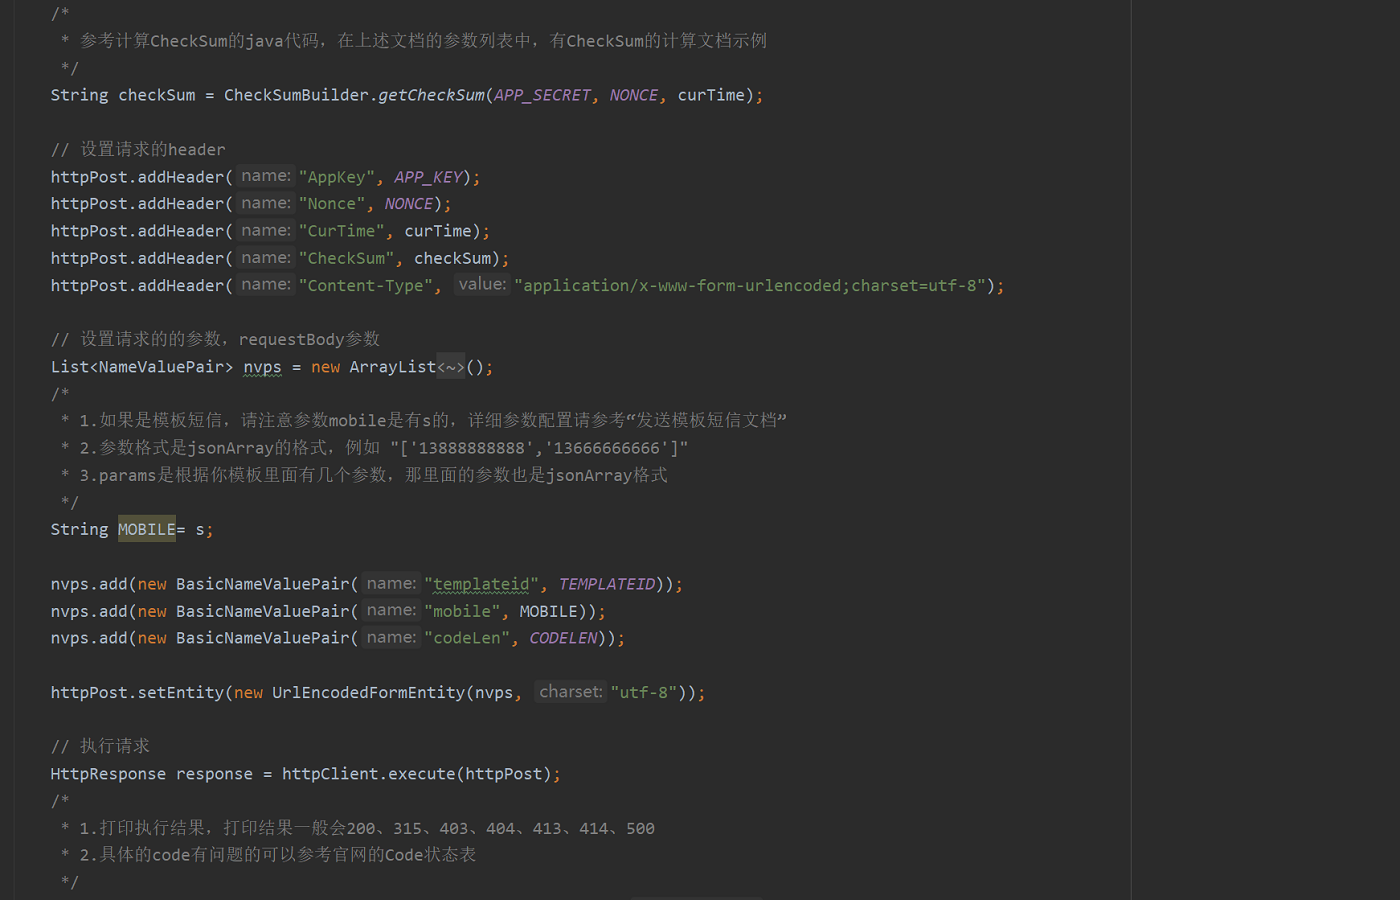 /*
* 参考计算CheckSum的java代码，在上述文档的参数列表中，有CheckSum的计算文档示例
*/
String checkSum = CheckSumBuilder.getCheckSum(APP_SECRET, NONCE, curTime);
// 设置请求的header
httpPost.addHeader( name: "AppKey", APP_KEY);
httpPost.addHeader( name: "Nonce", NONCE);
httpPost.addHeader( name: "CurTime", curTime);
httpPost.addHeader( name: "CheckSum", checkSum);
httpPost.addHeader( name: "Content-Type", value: "application/x-www-form-urlencoded;charset=utf-8");
// 设置请求的的参数，requestBody参数
List<NameValuePair> nvps = new ArrayList<~>();
/*
* 1.如果是模板短信，请注意参数mobile是有s的，详细参数配置请参考“发送模板短信文档”
* 2.参数格式是jsonArray的格式，例如 "['13888888888','13666666666']"
* 3.params是根据你模板里面有几个参数，那里面的参数也是jsonArray格式
*/
String MOBILE= s;
nvps.add(new BasicNameValuePair( name: "templateid", TEMPLATEID));
nvps.add(new BasicNameValuePair( name: "mobile", MOBILE));
nvps.add(new BasicNameValuePair( name: "codeLen", CODELEN));
httpPost.setEntity(new UrlEncodedFormEntity(nvps, charset: "utf-8"));
// 执行请求
HttpResponse response = httpClient.execute(httpPost);
/*
* 1.打印执行结果，打印结果一般会200、315、403、404、413、414、500
* 2.具体的code有问题的可以参考官网的Code状态表
*/